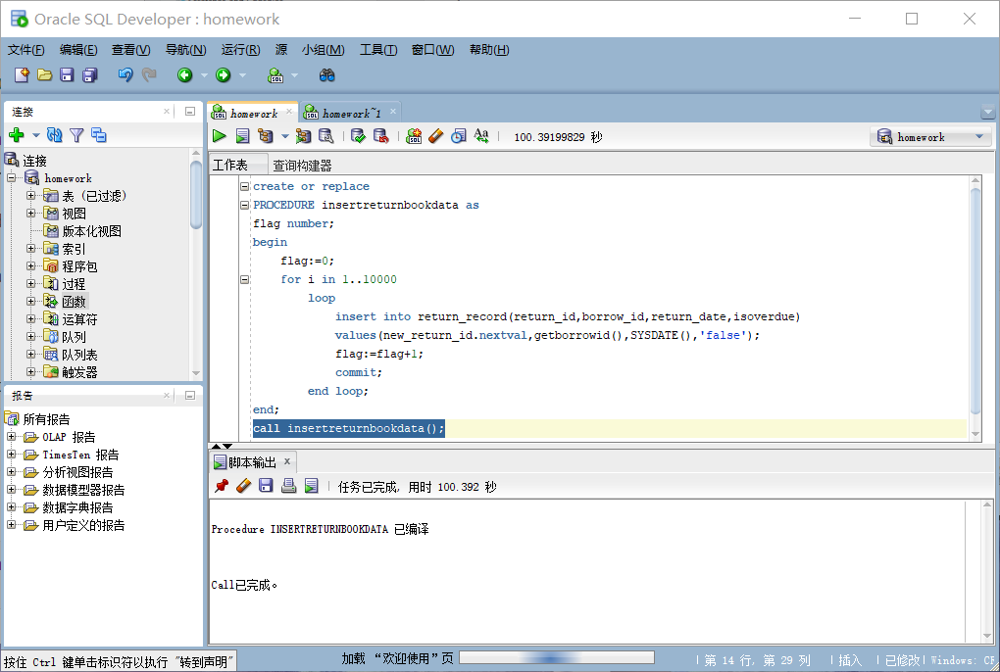 Oracle SQL Developer : homework
文件(F) 编辑(E) 查看(V) 导航(N) 运行(R) 源 小组(M) 工具(T) 窗口(W) 帮助(H)
连接
连接
homework
表 (已过滤)
视图
版本化视图
索引
程序包
过程
函数
运算符
队列
队列表
触发器
报告
所有报告
OLAP 报告
TimesTen 报告
分析视图报告
数据模型器报告
数据字典报告
用户定义的报告
homework homework~1
100.39199829 秒
homework
工作表 查询构建器
create or replace
PROCEDURE insertreturnbookdata as
flag number;
begin
flag:=0;
for i in 1..10000
loop
insert into return_record(return_id,borrow_id,return_date,isoverdue)
values(new_return_id.nextval,getborrowid(),SYSDATE(),'false');
flag:=flag+1;
commit;
end loop;
end;
call insertreturnbookdata();
脚本输出
任务已完成, 用时 100.392 秒
Procedure INSERTRETURNBOOKDATA 已编译
Call已完成。
按住 Ctrl 键单击标识符以执行 "转到声明"
加载 “欢迎使用”页
第 14 行, 第 29 列 插入 已修改 Windows: CF